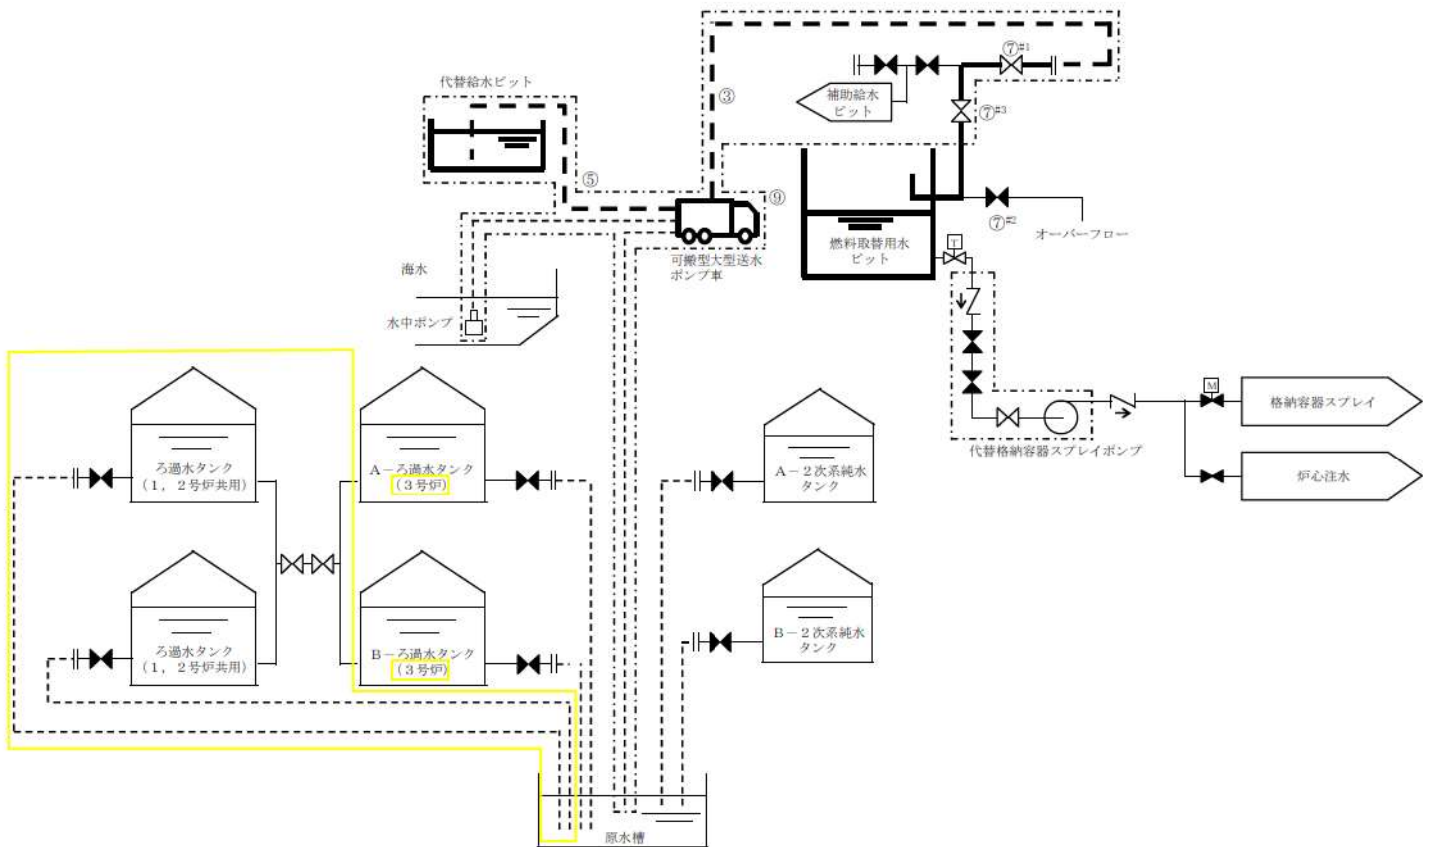 ⑦#1
代替給水ピット
③
補助給水
ピット
⑦#3
⑤
⑨
⑦#2
オーバーフロー
燃料取替用水
ピット
T
可搬型大型送水
ポンプ車
海水
水中ポンプ
M
格納容器スプレイ
代替格納容器スプレイポンプ
炉心注水
ろ過水タンク
(1,2号炉共用)
A-ろ過水タンク
(3号炉)
A-2次系純水
タンク
ろ過水タンク
(1,2号炉共用)
B-ろ過水タンク
(3号炉)
B-2次系純水
タンク
原水槽